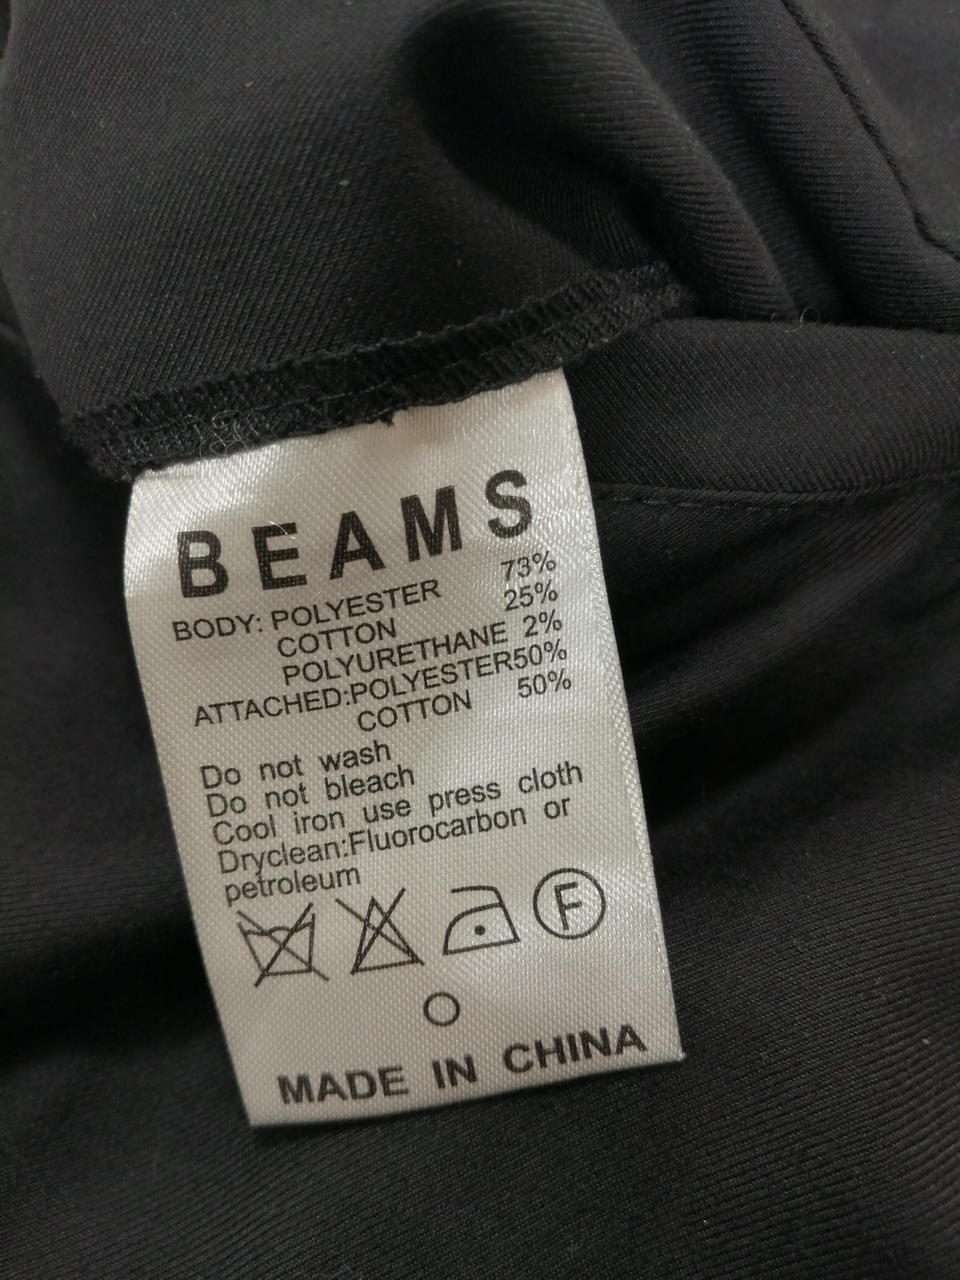 BEAMS
BODY: POLYESTER 73%
COTTON 25%
POLYURETHANE 2%
ATTACHED:POLYESTER50%
COTTON 50%
Do not wash
Do not bleach
Cool iron use press cloth
Dryclean:Fluorocarbon or
petroleum
F
MADE IN CHINA